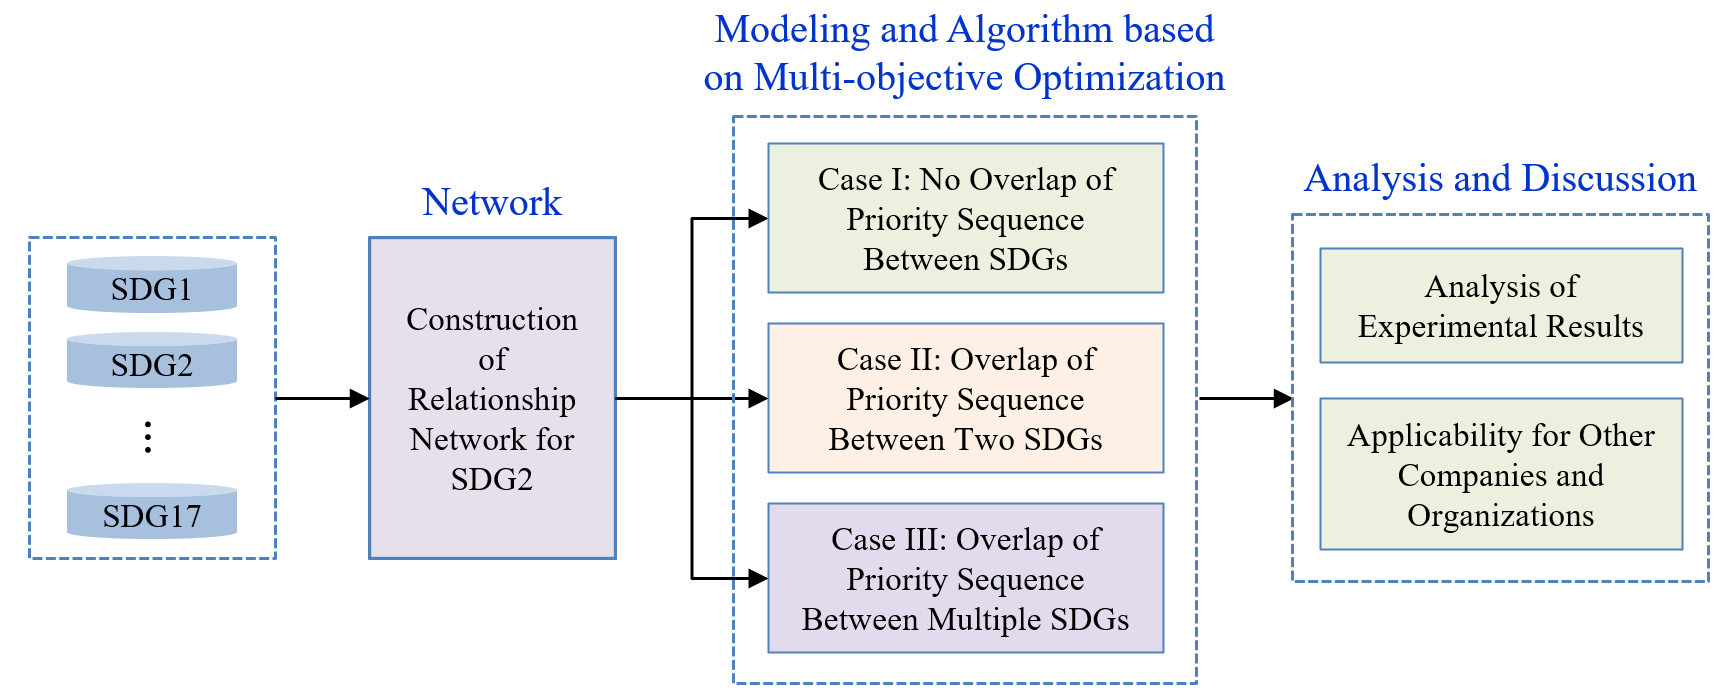 SDG1
SDG2
⋮
SDG17
Network
Construction
of
Relationship
Network for
SDG2
Modeling and Algorithm based
on Multi-objective Optimization
Case I: No Overlap of
Priority Sequence
Between SDGs
Case II: Overlap of
Priority Sequence
Between Two SDGs
Case III: Overlap of
Priority Sequence
Between Multiple SDGs
Analysis and Discussion
Analysis of
Experimental Results
Applicability for Other
Companies and
Organizations